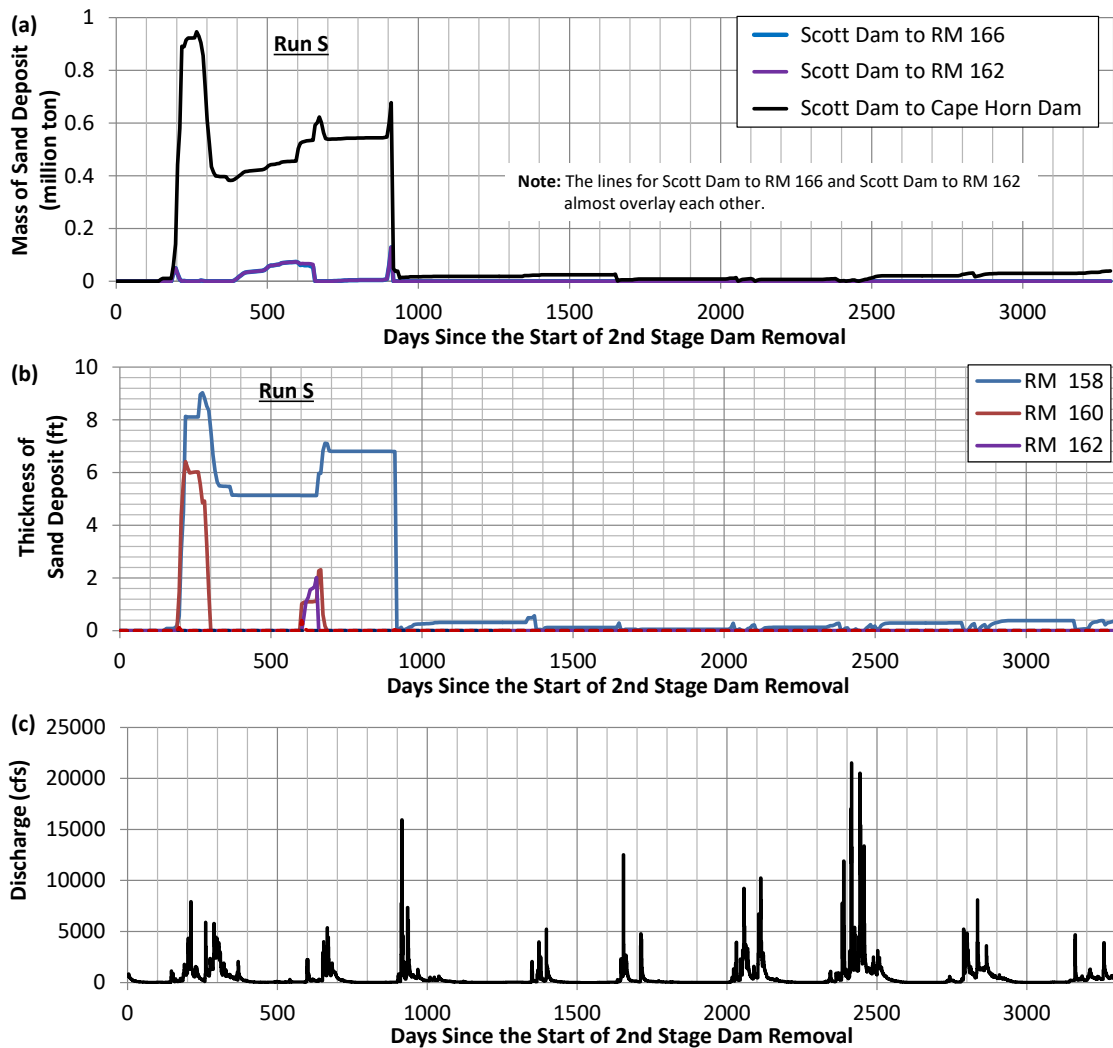 (a)
Mass of Sand Deposit
(million ton)
1
0.8
0.6
0.4
0.2
0
Run S
Scott Dam to RM 166
Scott Dam to RM 162
Scott Dam to Cape Horn Dam
Note: The lines for Scott Dam to RM 166 and Scott Dam to RM 162
almost overlay each other.
0 500 1000 1500 2000 2500 3000
Days Since the Start of 2nd Stage Dam Removal
(b)
Thickness of
Sand Deposit (ft)
10
8
6
4
2
0
Run S
RM 158
RM 160
RM 162
0 500 1000 1500 2000 2500 3000
Days Since the Start of 2nd Stage Dam Removal
(c)
Discharge (cfs)
25000
20000
15000
10000
5000
0
0 500 1000 1500 2000 2500 3000
Days Since the Start of 2nd Stage Dam Removal